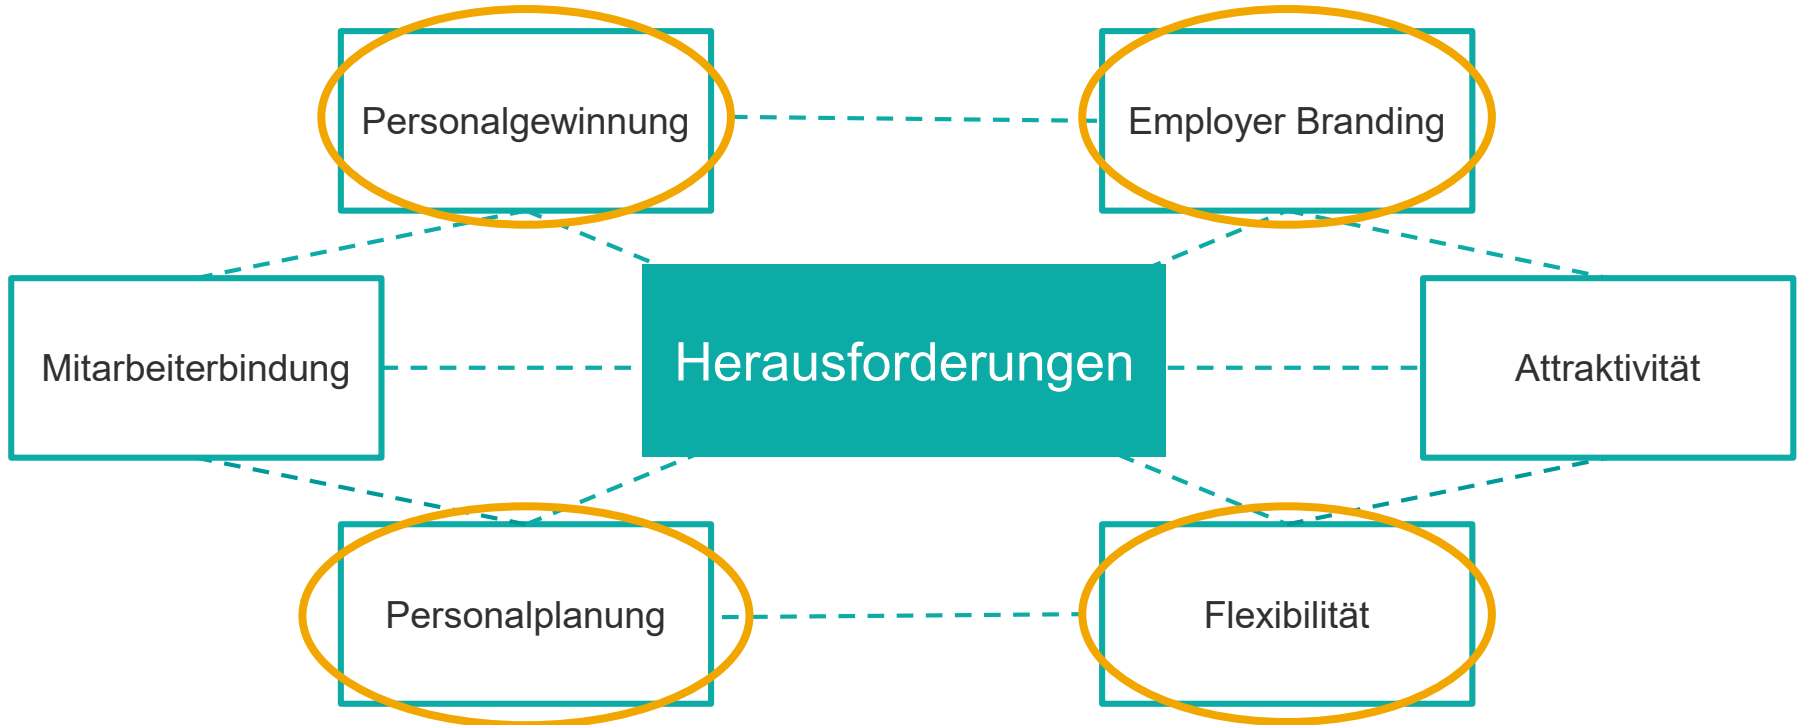 Personalgewinnung
Employer Branding
Mitarbeiterbindung
Herausforderungen
Attraktivität
Personalplanung
Flexibilität